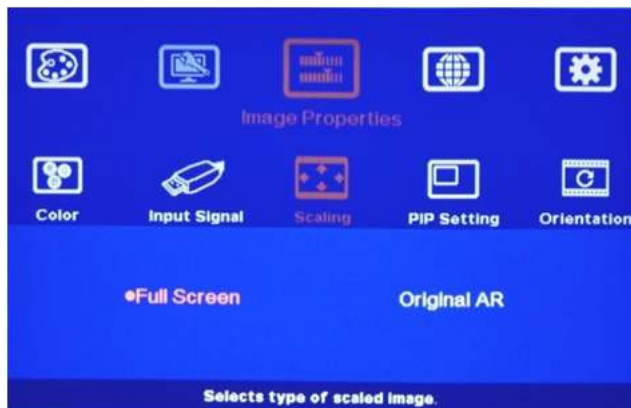 Image Properties
Color Input Signal Scaling PIP Setting Orientation
Full Screen Original AR
Selects type of scaled image.